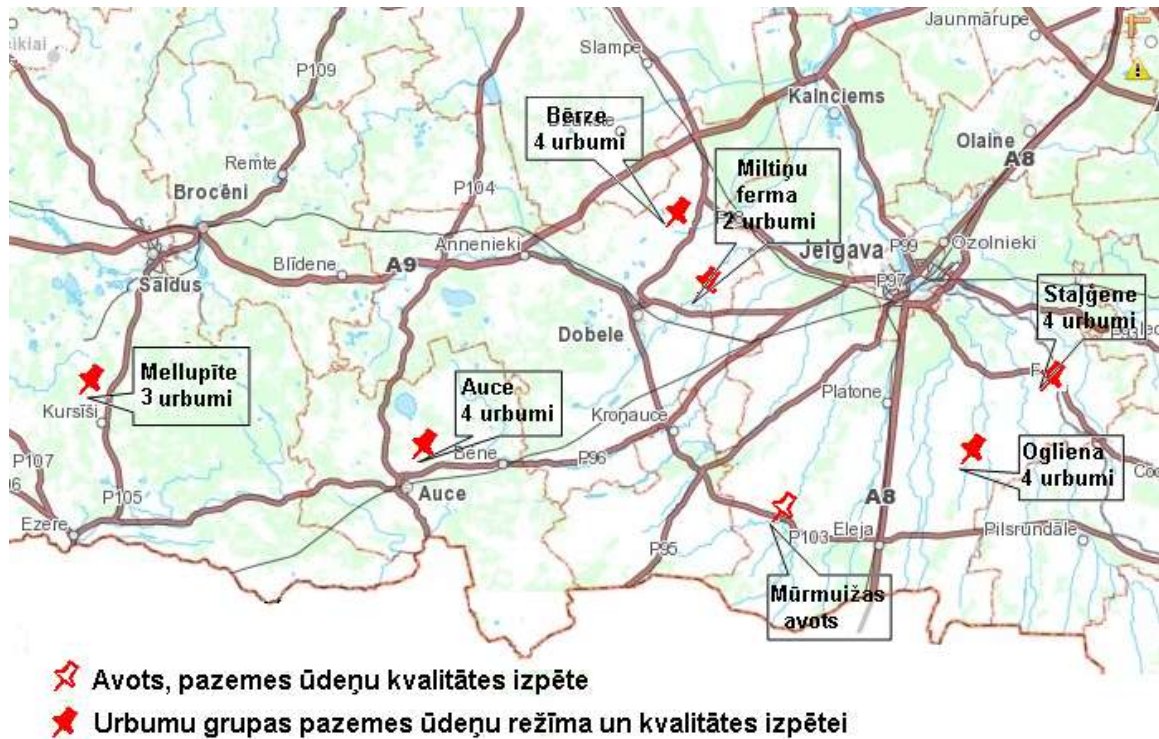 Jaunmārupe
Slampe
P109
Kalnciems
Bērze
4 urbumi
Olaine
A8
Remte
Miltiņu
ferma
2 urbumi
Brocēni
P104
Annenieki
Jelgava
P99
Ozolnieki
Blīdene
A9
P97
Saldus
Staļģene
4 urbumi
Dobele
Mellupīte
3 urbumi
Auce
4 urbumi
Platone
Kursīši
Kroņauce
Ogliena
4 urbumi
Bēne
P107
P96
P105
Auce
A8
Ezere
P103
Eleja
Pilsrundāle
P95
Mūrmuižas
avots
Avots, pazemes ūdeņu kvalitātes izpēte
Urbumu grupas pazemes ūdeņu režīma un kvalitātes izpētei